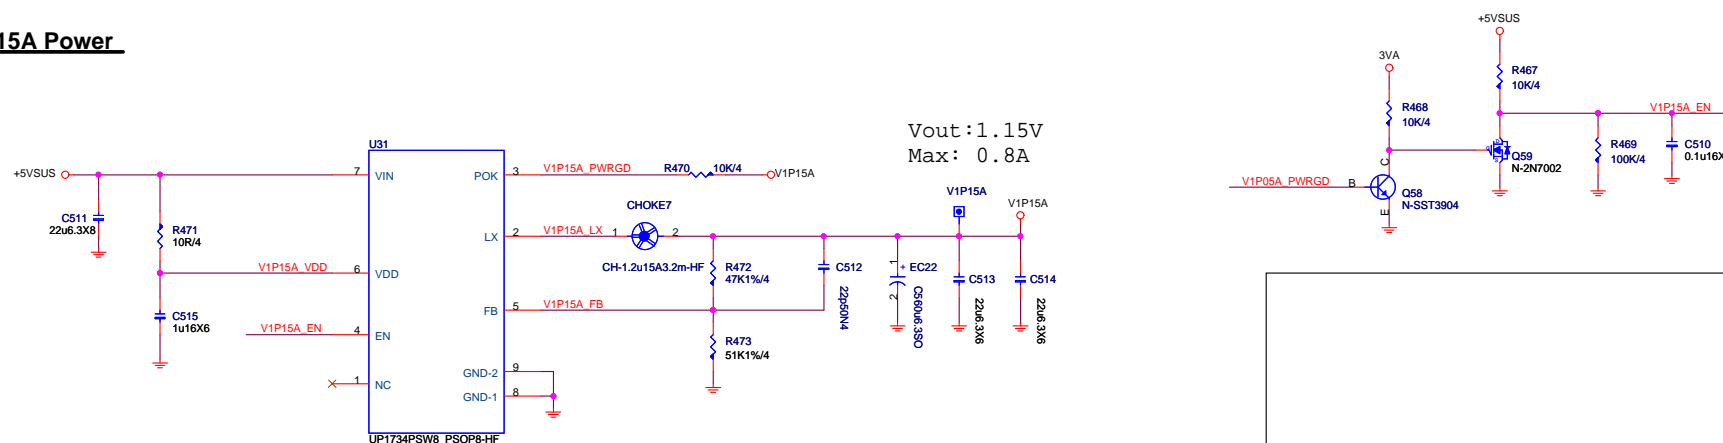 15A Power
Vout:1.15V
Max: 0.8A
U31
+5VSUS
7
VIN
POK
3
V1P15A_PWRGD
R470
10K/4
V1P15A
C511
22u6.3X8
R471
10R/4
CHOKE7
V1P15A
V1P15A
LX
2
V1P15A_LX
1
2
CH-1.2u15A3.2m-HF
V1P15A_VDD
6
VDD
R472
47K1%/4
C512
22p50N4
1
+
EC22
2
C560u6.3SO
C513
22u6.3X6
C514
22u6.3X6
C515
1u16X6
FB
5
V1P15A_FB
V1P15A_EN
4
EN
R473
51K1%/4
1
NC
GND-2
9
GND-1
8
UP1734PSW8_PSOP8-HF
+5VSUS
3VA
R467
10K/4
R468
10K/4
V1P15A_EN
Q59
N-2N7002
R469
100K/4
C510
0.1u16X
V1P05A_PWRGD
B
C
E
Q58
N-SST3904